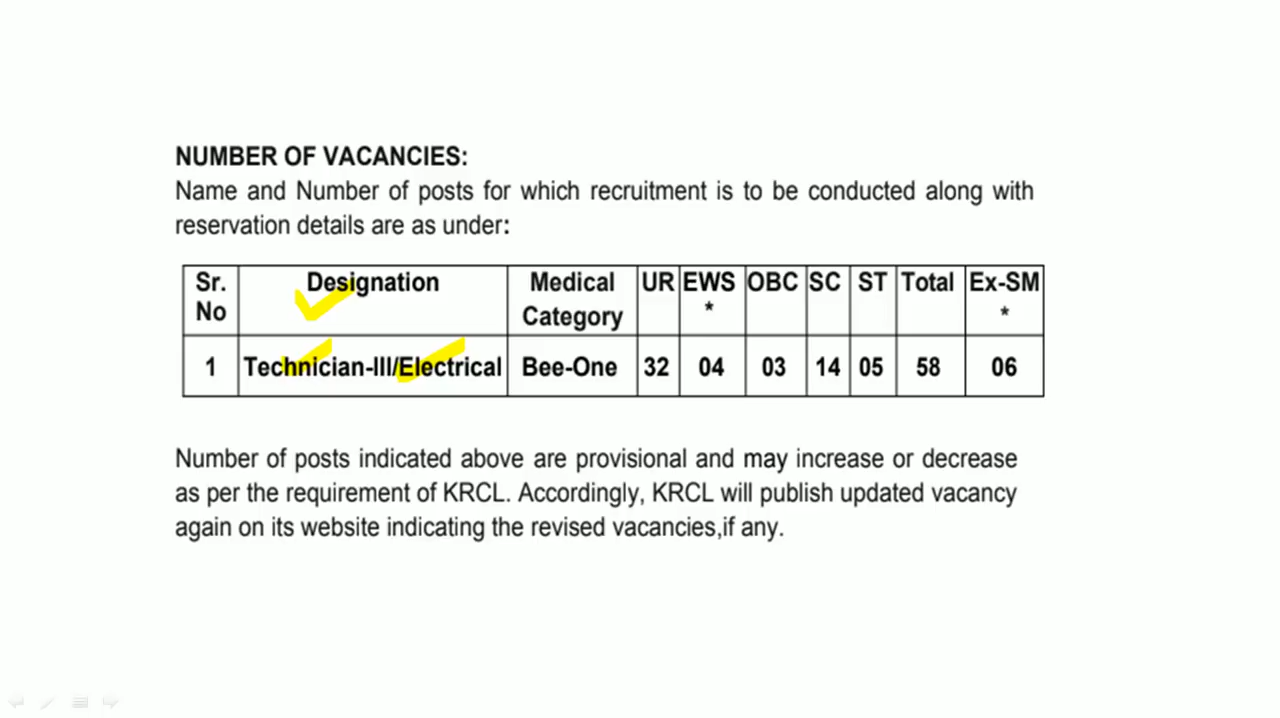 NUMBER OF VACANCIES:
Name and Number of posts for which recruitment is to be conducted along with
reservation details are as under:
Sr. No Designation Medical Category UR EWS * OBC SC ST Total Ex-SM *
1 Technician-III/Electrical Bee-One 32 04 03 14 05 58 06
Number of posts indicated above are provisional and may increase or decrease
as per the requirement of KRCL. Accordingly, KRCL will publish updated vacancy
again on its website indicating the revised vacancies,if any.